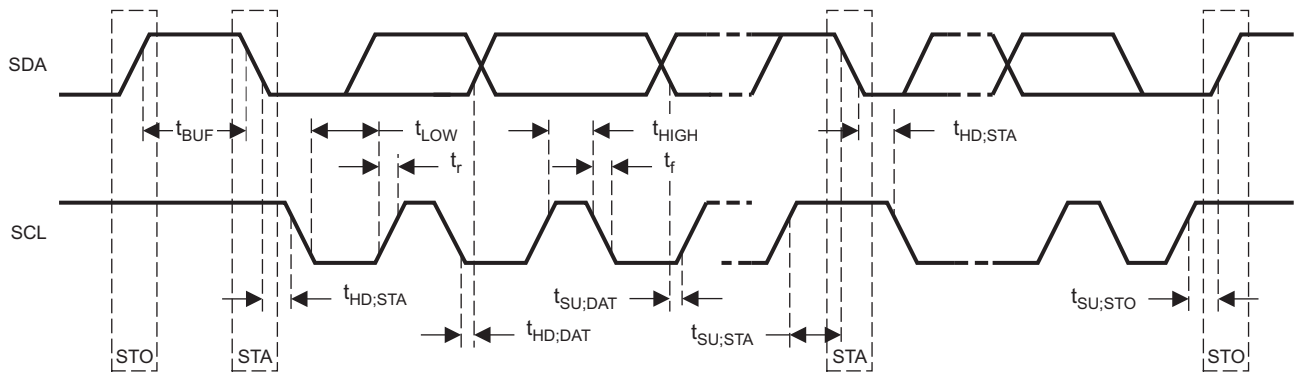 SDA
tBUF
tLOW
tHIGH
tHD;STA
tr
tf
SCL
tHD;STA
tSU;DAT
tSU;STO
tHD;DAT
tSU;STA
STO
STA
STA
STO